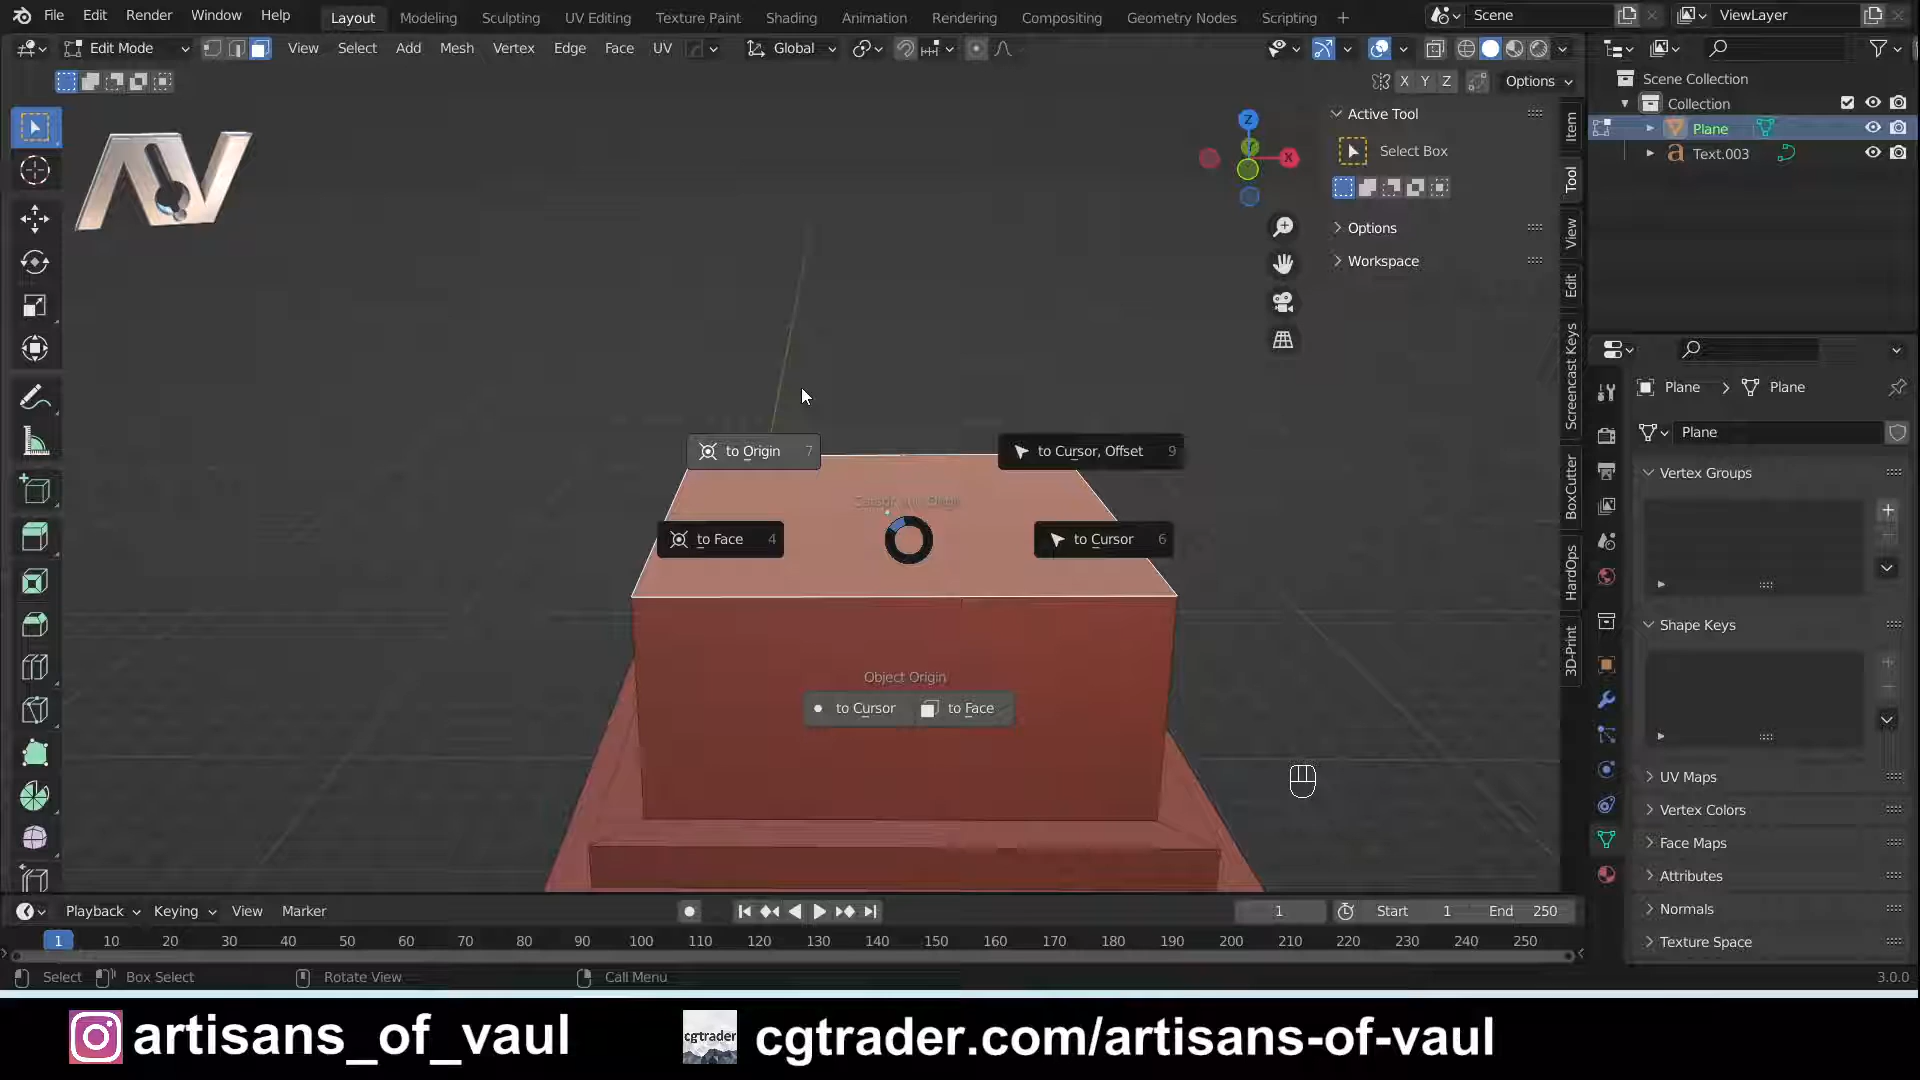 File Edit Render Window Help Layout Modeling Sculpting UV Editing Texture Paint Shading Animation Rendering Compositing Geometry Nodes Scripting + Scene ViewLayer
Edit Mode View Select Add Mesh Vertex Edge Face UV Global
X Y Z Options
Scene Collection
Collection
Plane
Text.003
Active Tool
Select Box
Options
Workspace
Item
Tool
View
Edit
Screencast Keys
BoxCutter
HardOps
3D-Print
Z
Y
X
AV
to Origin 7
to Cursor, Offset 9
to Face 4
to Cursor 6
Object Origin
to Cursor to Face
Plane > Plane
Plane
Vertex Groups
Shape Keys
UV Maps
Vertex Colors
Face Maps
Attributes
Normals
Texture Space
Playback Keying View Marker 1 Start 1 End 250
1 10 20 30 40 50 60 70 80 90 100 110 120 130 140 150 160 170 180 190 200 210 220 230 240 250
Select Box Select Rotate View Call Menu 3.0.0
artisans_of_vaul
cgtrader cgtrader.com/artisans-of-vaul